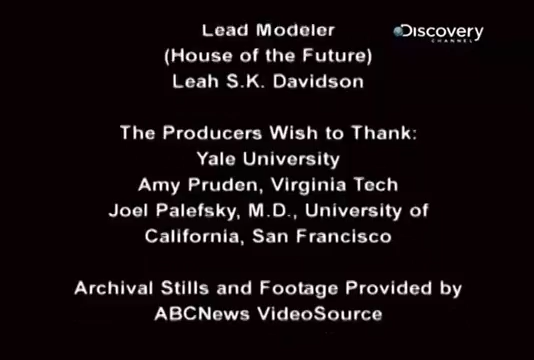 Lead Modeler
(House of the Future)
Leah S.K. Davidson
Discovery
CHANNEL
The Producers Wish to Thank:
Yale University
Amy Pruden, Virginia Tech
Joel Palefsky, M.D., University of
California, San Francisco
Archival Stills and Footage Provided by
ABCNews VideoSource